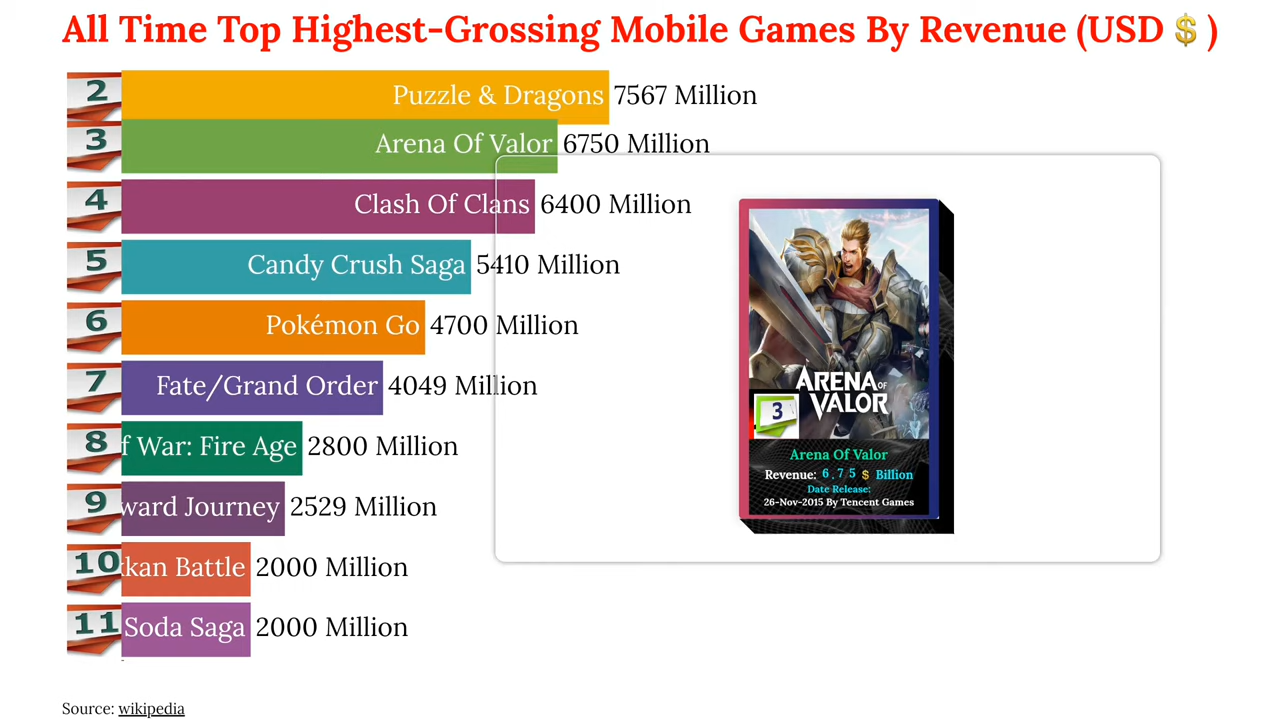 All Time Top Highest-Grossing Mobile Games By Revenue (USD $ )
2 Puzzle & Dragons 7567 Million
3 Arena Of Valor 6750 Million
4 Clash Of Clans 6400 Million
5 Candy Crush Saga 5410 Million
6 Pokémon Go 4700 Million
7 Fate/Grand Order 4049 Million
8 f War: Fire Age 2800 Million
9 ward Journey 2529 Million
10 kan Battle 2000 Million
11 Soda Saga 2000 Million
ARENA OF
VALOR
3
Arena Of Valor
Revenue: 6.75 $ Billion
Date Release:
26-Nov-2015 By Tencent Games
Source: wikipedia